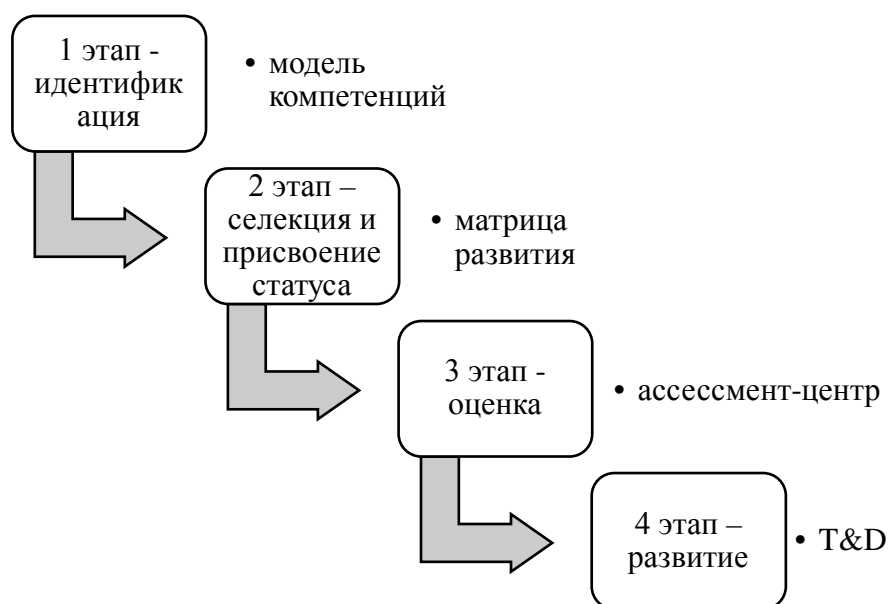 1 этап -
идентифик
ация
• модель
компетенций
2 этап –
селекция и
присвоение
статуса
• матрица
развития
3 этап -
оценка
• ассессмент-центр
4 этап –
развитие
• T&D